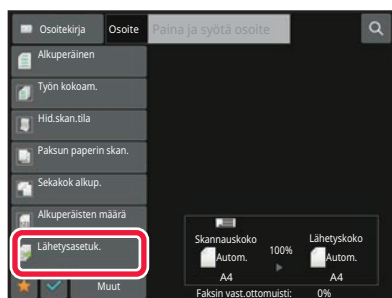 Osoitekirja
Osoite
Paina ja syötä osoite
Alkuperäinen
Työn kokoam.
Hid.skan.tila
Paksun paperin skan.
Sekakok alkup.
Alkuperäisten määrä
Lähetysasetuk.
Muut
Skannauskoko
100%
Lähetyskoko
Autom.
Autom.
A4
A4
Faksin vast.ottomuisti:
0%